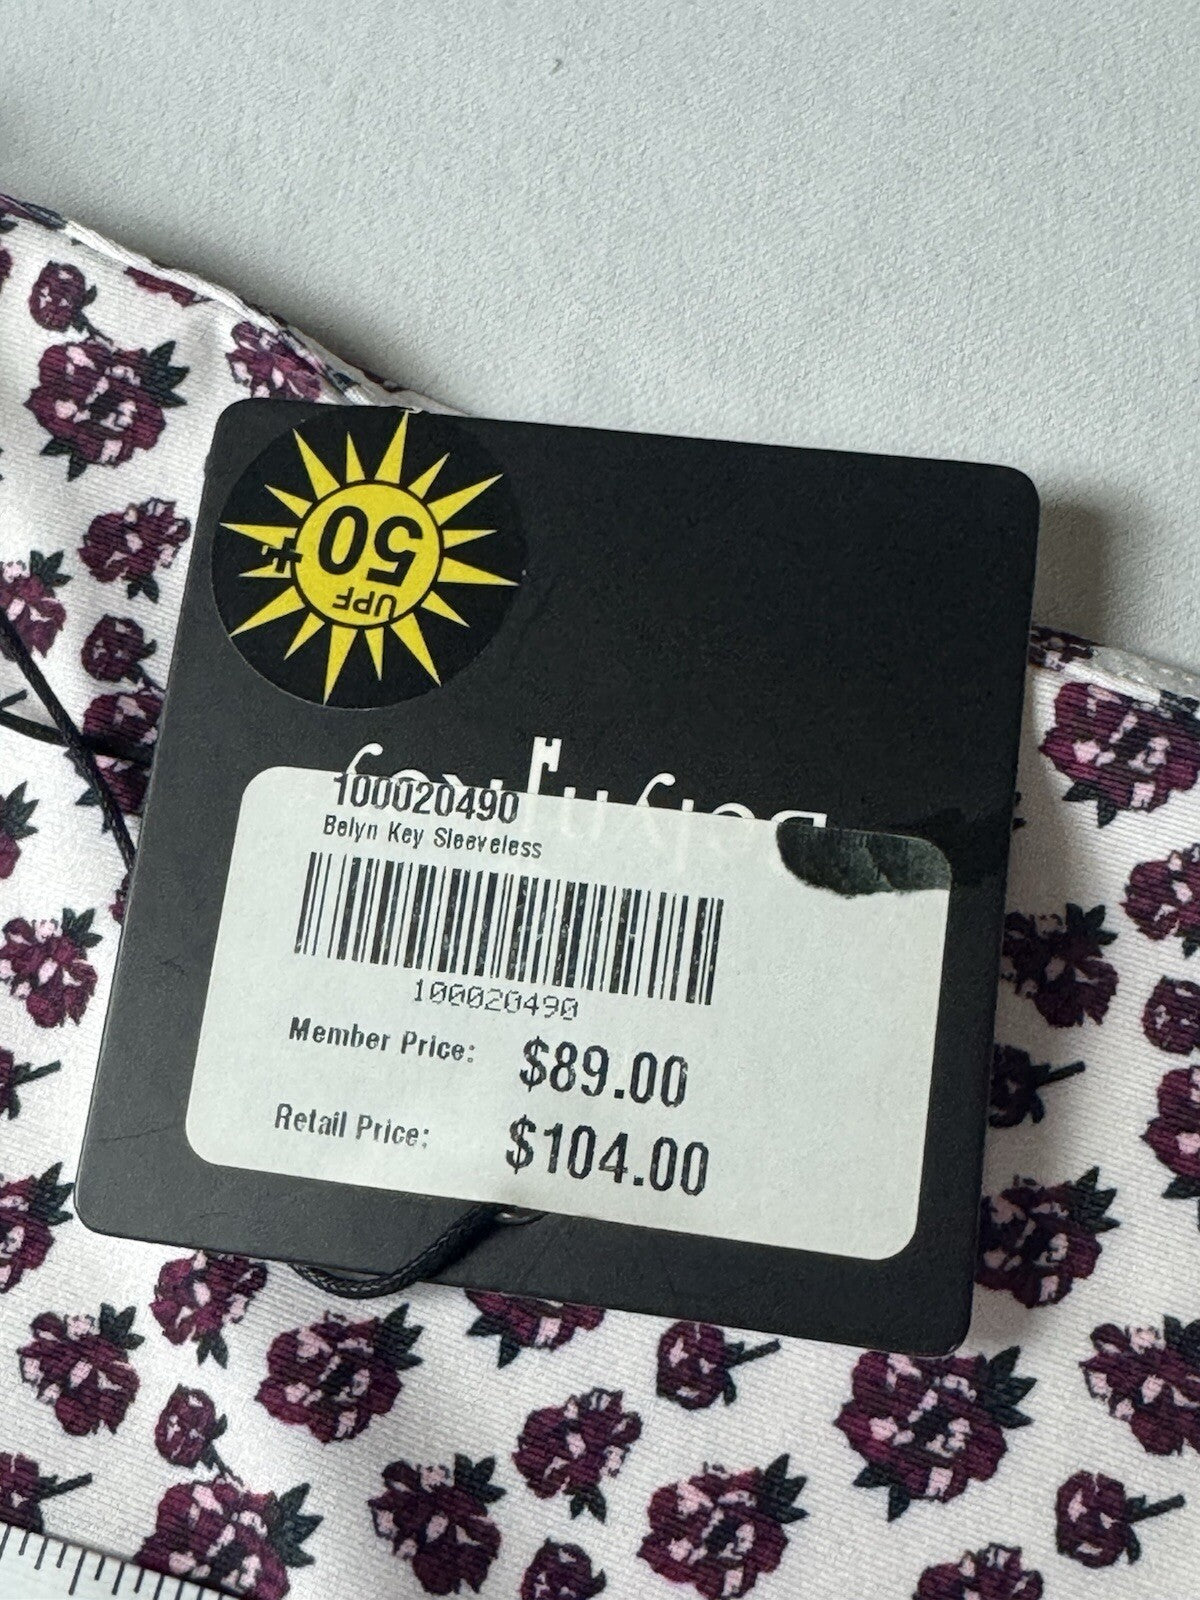 UPF
50
+
100020490
Belyn Key Sleeveless
100020490
Member Price: $89.00
Retail Price: $104.00